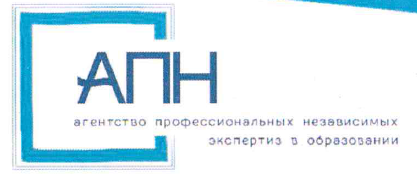 АПН
агентство профессиональных независимых
экспертиз в образовании